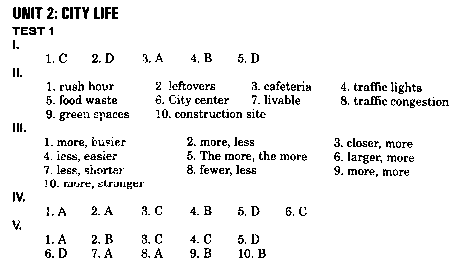 UNIT 2: CITY LIFE
TEST 1
I.
1. C 2. D 3. A 4. B 5. D
II.
1. rush hour 2 leftovers 3. cafeteria 4. traffic lights
5. food waste 6. City center 7. livable 8. traffic congestion
9. green spaces 10. construction site
III.
1. more, busier 2. more, less 3. closer, more
4. less, easier 5. The more, the more 6. larger, more
7. less, shorter 8. fewer, less 9. more, more
10. more, stronger
IV.
1. A 2. A 3. C 4. B 5. D 6. C
V.
1. A 2. B 3. C 4. C 5. D
6. D 7. A 8. A 9. B 10. B